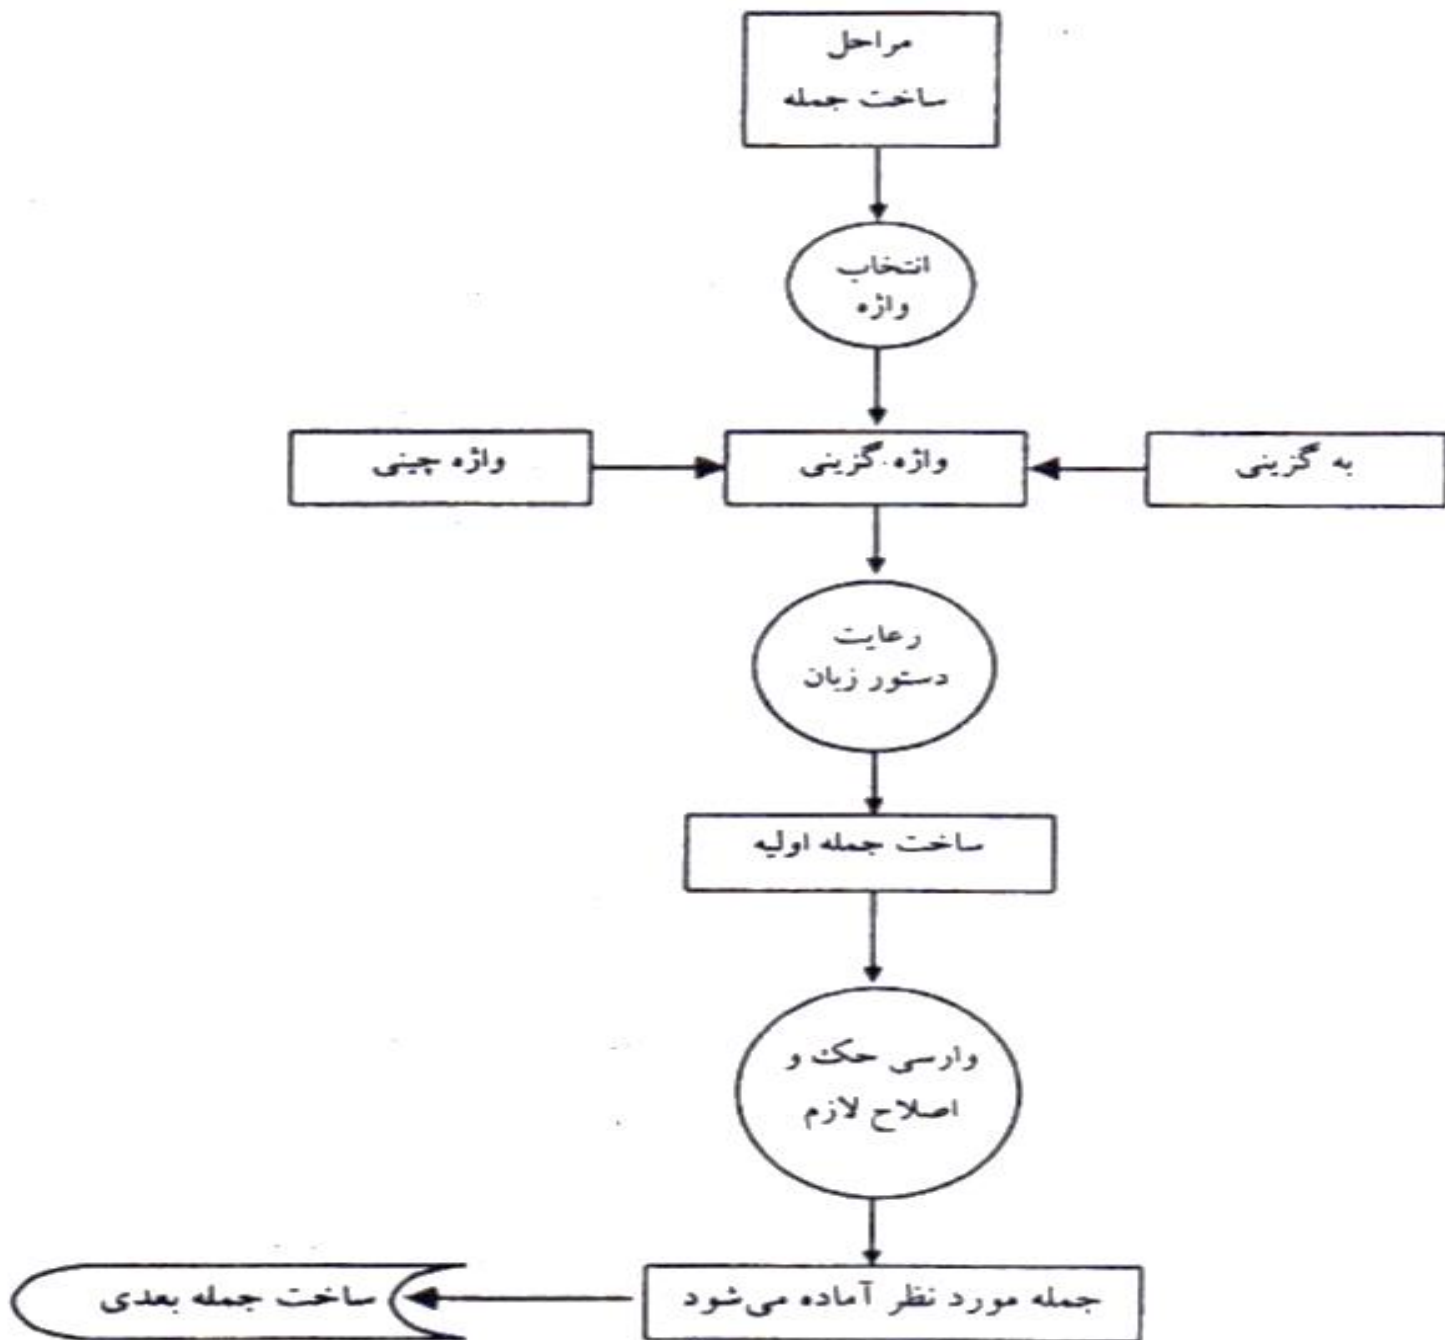 مراحل
ساخت جمله
انتخاب
واژه
به گزینی
واژه گزینی
واژه چینی
رعایت
دستور زبان
ساخت جمله اولیه
وارسی حک و
اصلاح لازم
جمله مورد نظر آماده می‌شود
ساخت جمله بعدی